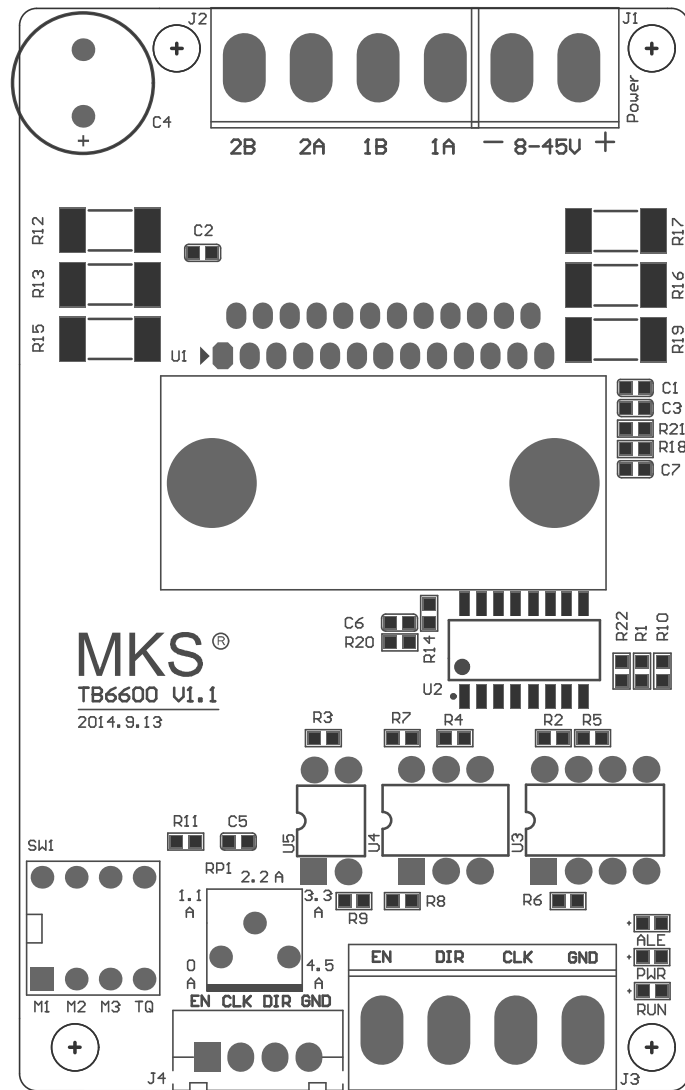 J2
J1
Power
C4
+
2B 2A 1B 1A − 8-45V +
R12
R17
C2
R13
R16
R15
R19
U1
C1
C3
R21
R18
C7
C6
R20
R14
R22
R1
R10
MKS®
TB6600 V1.1
U2
2014.9.13
R3
R7
R4
R2
R5
R11
C5
U5
U4
U3
SW1
RP1
2.2 A
1.1 A
3.3 A
R9
R8
R6
0 A
4.5 A
ALE
PWR
RUN
EN DIR CLK GND
M1 M2 M3 TQ
EN CLK DIR GND
J4
J3